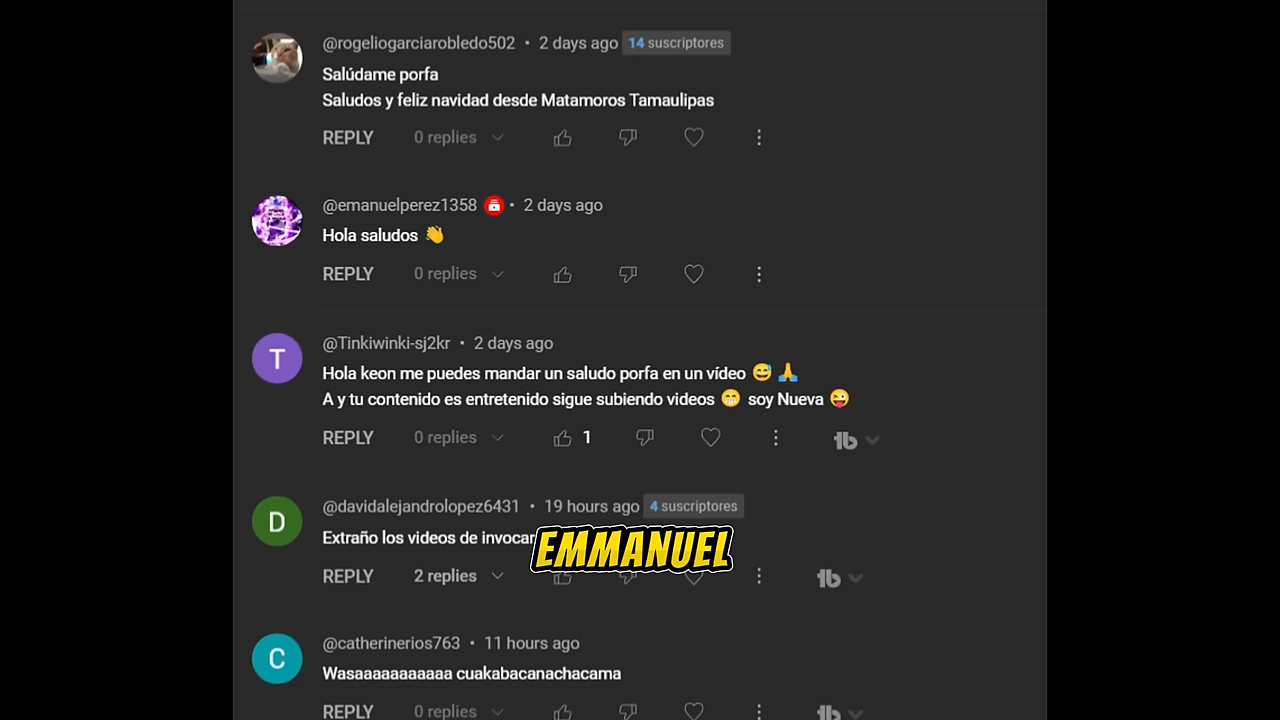 @rogeliogarciarobledo502 • 2 days ago 14 suscriptores
Salúdame porfa
Saludos y feliz navidad desde Matamoros Tamaulipas
REPLY 0 replies
@emanuelperez1358 • 2 days ago
Hola saludos 👋
REPLY 0 replies
T @Tinkiwinki-sj2kr • 2 days ago
Hola keon me puedes mandar un saludo porfa en un vídeo 😅 🙏
A y tu contenido es entretenido sigue subiendo videos 😁 soy Nueva 😜
REPLY 0 replies 1
D @davidalejandrolopez6431 • 19 hours ago 4 suscriptores
Extraño los videos de invocar
EMMANUEL
REPLY 2 replies
C @catherinerios763 • 11 hours ago
Wasaaaaaaaaaaa cuakabacanachacama
REPLY 0 replies